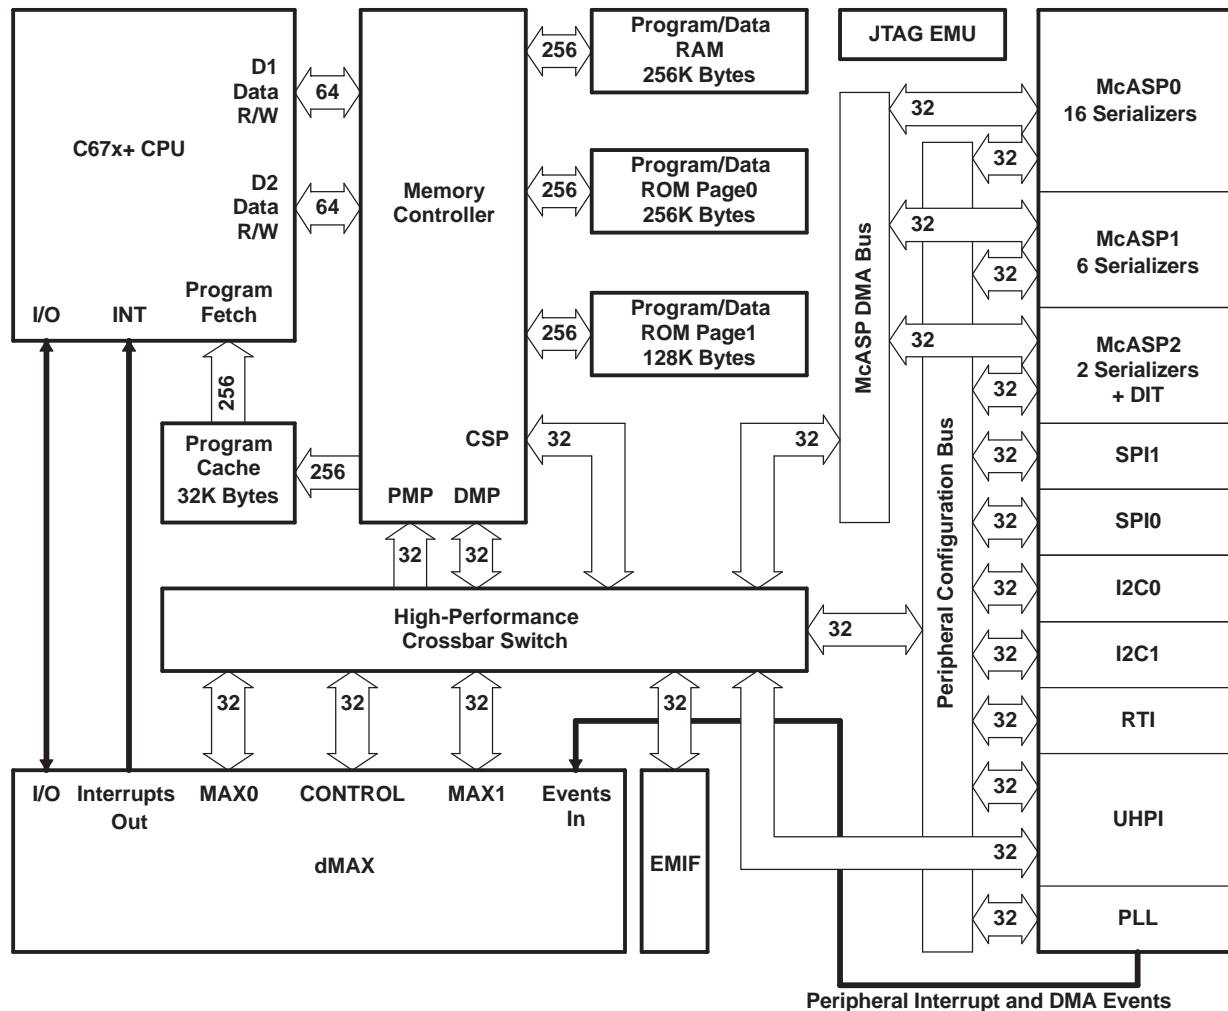 D1
Data
R/W
64
C67x+ CPU
D2
Data
R/W
64
I/O
INT
Program
Fetch
256
Program
Cache
32K Bytes
256
Memory
Controller
CSP
32
PMP
DMP
32
32
256
Program/Data
RAM
256K Bytes
256
Program/Data
ROM Page0
256K Bytes
256
Program/Data
ROM Page1
128K Bytes
JTAG EMU
McASP DMA Bus
32
Peripheral Configuration Bus
32
32
McASP0
16 Serializers
32
32
McASP1
6 Serializers
32
32
McASP2
2 Serializers
+ DIT
32
SPI1
32
SPI0
32
I2C0
32
I2C1
32
RTI
32
32
UHPI
32
PLL
High-Performance
Crossbar Switch
32
32
32
32
32
I/O
Interrupts
Out
MAX0
CONTROL
MAX1
Events
In
dMAX
EMIF
Peripheral Interrupt and DMA Events